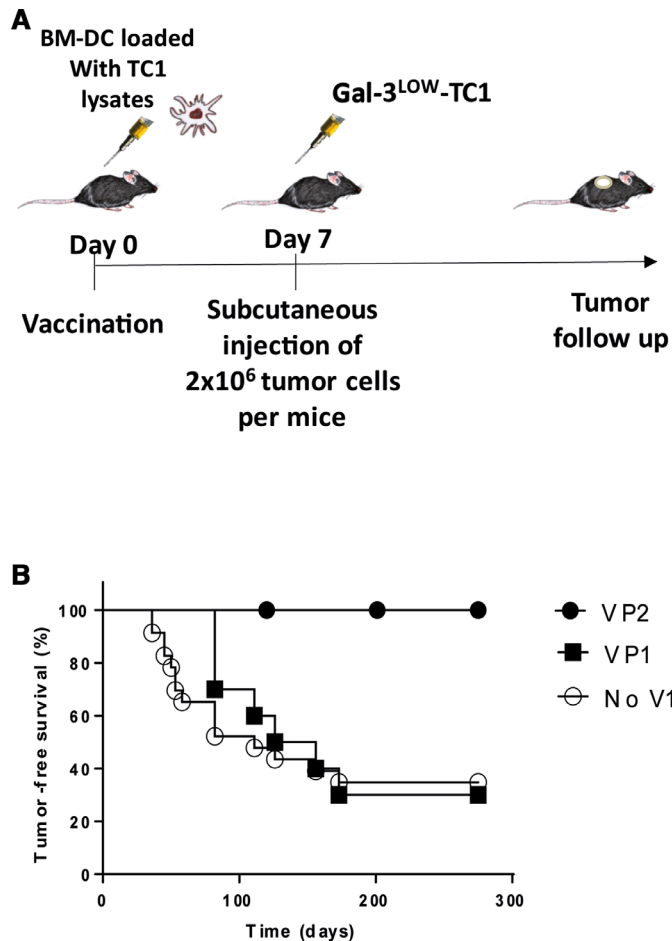 A
BM-DC loaded
With TC1
lysates
Gal-3LOW-TC1
Day 0
Day 7
Vaccination
Subcutaneous
injection of
2x10⁶ tumor cells
per mice
Tumor
follow up
B
Tumor -free survival (%)
100
80
60
40
20
0
0
100
200
300
Time (days)
VP2
VP1
No V1